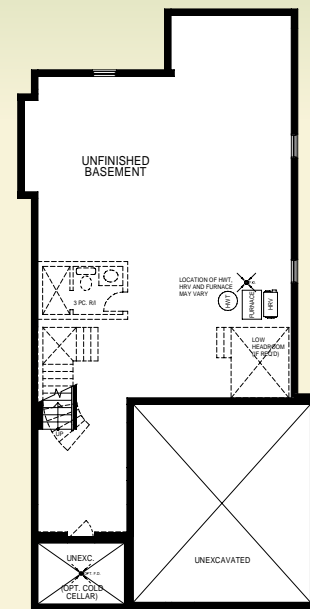 UNFINISHED
BASEMENT
LOCATION OF HWT,
HRV AND FURNACE
MAY VARY
3 PC. R/I
HWT
FURNACE
HRV
LOW
HEADROOM
(IF REQ'D)
UP
UNEXC.
OPT. F.D.
(OPT. COLD
CELLAR)
UNEXCAVATED